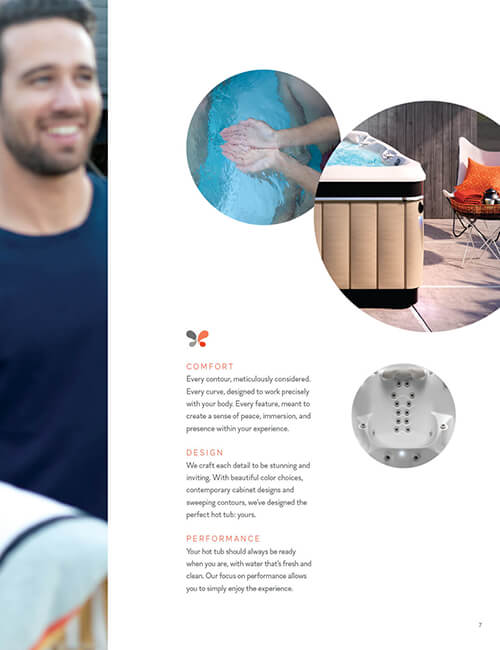 COMFORT
Every contour, meticulously considered.
Every curve, designed to work precisely
with your body. Every feature, meant to
create a sense of peace, immersion, and
presence within your experience.
DESIGN
We craft each detail to be stunning and
inviting. With beautiful color choices,
contemporary cabinet designs and
sweeping contours, we've designed the
perfect hot tub: yours.
PERFORMANCE
Your hot tub should always be ready
when you are, with water that's fresh and
clean. Our focus on performance allows
you to simply enjoy the experience.
7